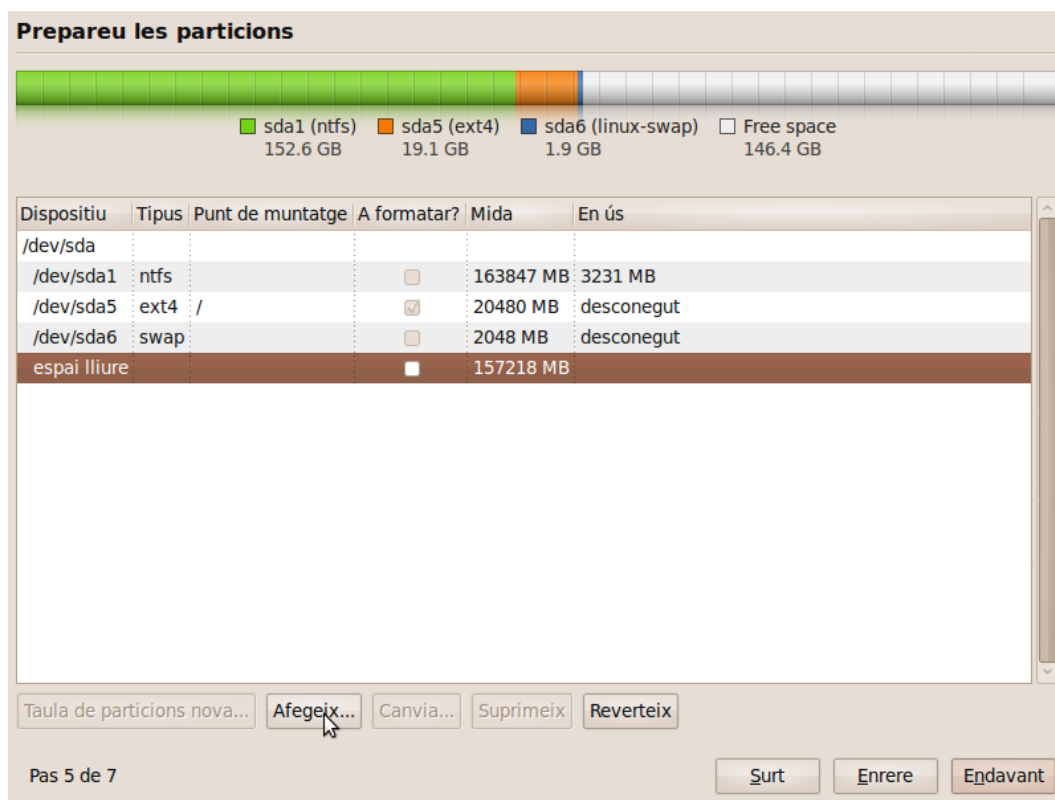 Prepareu les particions
sda1 (ntfs) sda5 (ext4) sda6 (linux-swap) Free space
152.6 GB 19.1 GB 1.9 GB 146.4 GB
Dispositiu Tipus Punt de muntatge A formatar? Mida En ús
/dev/sda
/dev/sda1 ntfs 163847 MB 3231 MB
/dev/sda5 ext4 / 20480 MB desconegut
/dev/sda6 swap 2048 MB desconegut
espai lliure 157218 MB
Taula de particions nova... Afegeix... Canvia... Suprimeix Reverteix
Pas 5 de 7 Surt Enrere Endavant